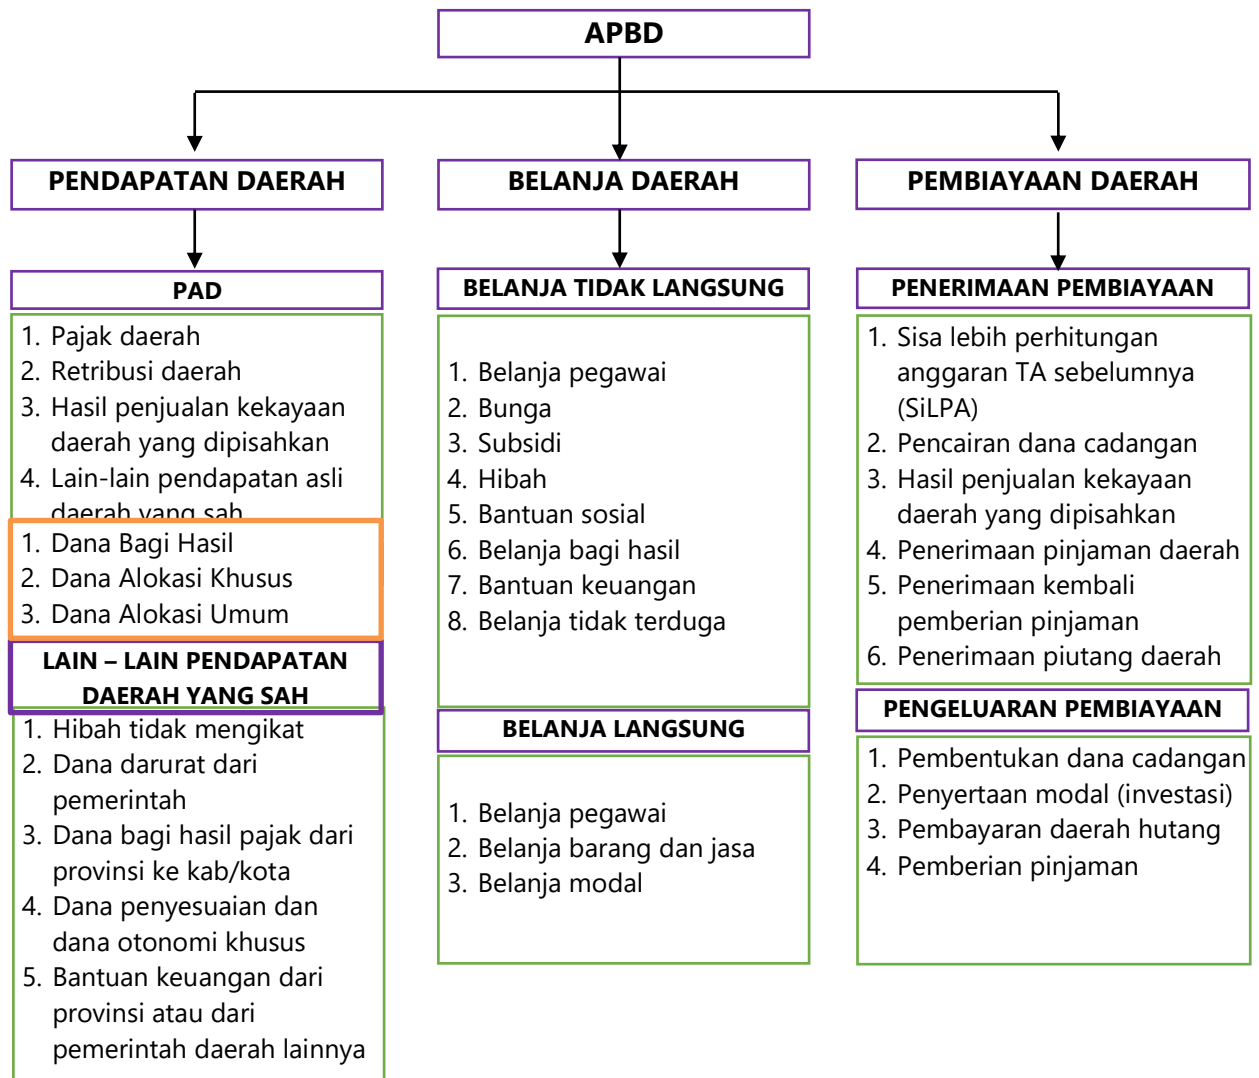 APBD
PENDAPATAN DAERAH
PAD
1. Pajak daerah
2. Retribusi daerah
3. Hasil penjualan kekayaan
daerah yang dipisahkan
4. Lain-lain pendapatan asli
daerah yang sah
1. Dana Bagi Hasil
2. Dana Alokasi Khusus
3. Dana Alokasi Umum
LAIN – LAIN PENDAPATAN
DAERAH YANG SAH
1. Hibah tidak mengikat
2. Dana darurat dari
pemerintah
3. Dana bagi hasil pajak dari
provinsi ke kab/kota
4. Dana penyesuaian dan
dana otonomi khusus
5. Bantuan keuangan dari
provinsi atau dari
pemerintah daerah lainnya
BELANJA DAERAH
BELANJA TIDAK LANGSUNG
1. Belanja pegawai
2. Bunga
3. Subsidi
4. Hibah
5. Bantuan sosial
6. Belanja bagi hasil
7. Bantuan keuangan
8. Belanja tidak terduga
BELANJA LANGSUNG
1. Belanja pegawai
2. Belanja barang dan jasa
3. Belanja modal
PEMBIAYAAN DAERAH
PENERIMAAN PEMBIAYAAN
1. Sisa lebih perhitungan
anggaran TA sebelumnya
(SiLPA)
2. Pencairan dana cadangan
3. Hasil penjualan kekayaan
daerah yang dipisahkan
4. Penerimaan pinjaman daerah
5. Penerimaan kembali
pemberian pinjaman
6. Penerimaan piutang daerah
PENGELUARAN PEMBIAYAAN
1. Pembentukan dana cadangan
2. Penyertaan modal (investasi)
3. Pembayaran daerah hutang
4. Pemberian pinjaman